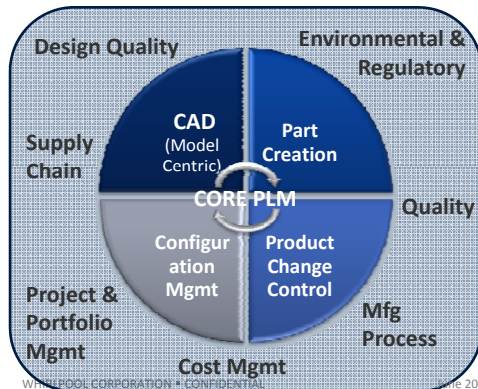 Design Quality
Environmental &
Regulatory
CAD
(Model
Centric)
Part
Creation
Supply
Chain
CORE PLM
Quality
Configur
ation
Mgmt
Product
Change
Control
Project &
Portfolio
Mgmt
Mfg
Process
Cost Mgmt
WHIRLPOOL CORPORATION • CONFIDENTIAL